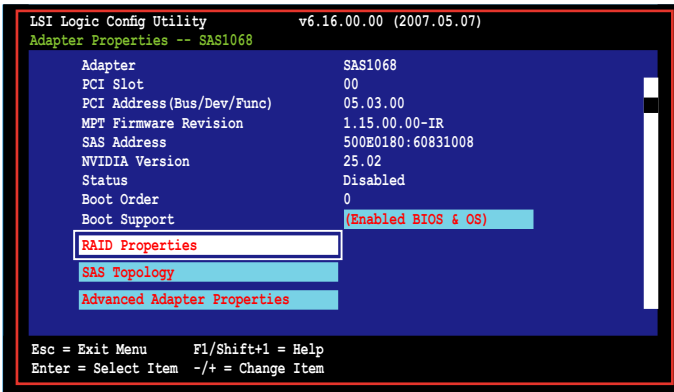 LSI Logic Config Utility v6.16.00.00 (2007.05.07)
Adapter Properties -- SAS1068
Adapter SAS1068
PCI Slot 00
PCI Address(Bus/Dev/Func) 05.03.00
MPT Firmware Revision 1.15.00.00-IR
SAS Address 500E0180:60831008
NVIDIA Version 25.02
Status Disabled
Boot Order 0
Boot Support (Enabled BIOS & OS)
RAID Properties
SAS Topology
Advanced Adapter Properties
Esc = Exit Menu F1/Shift+1 = Help
Enter = Select Item -/+ = Change Item